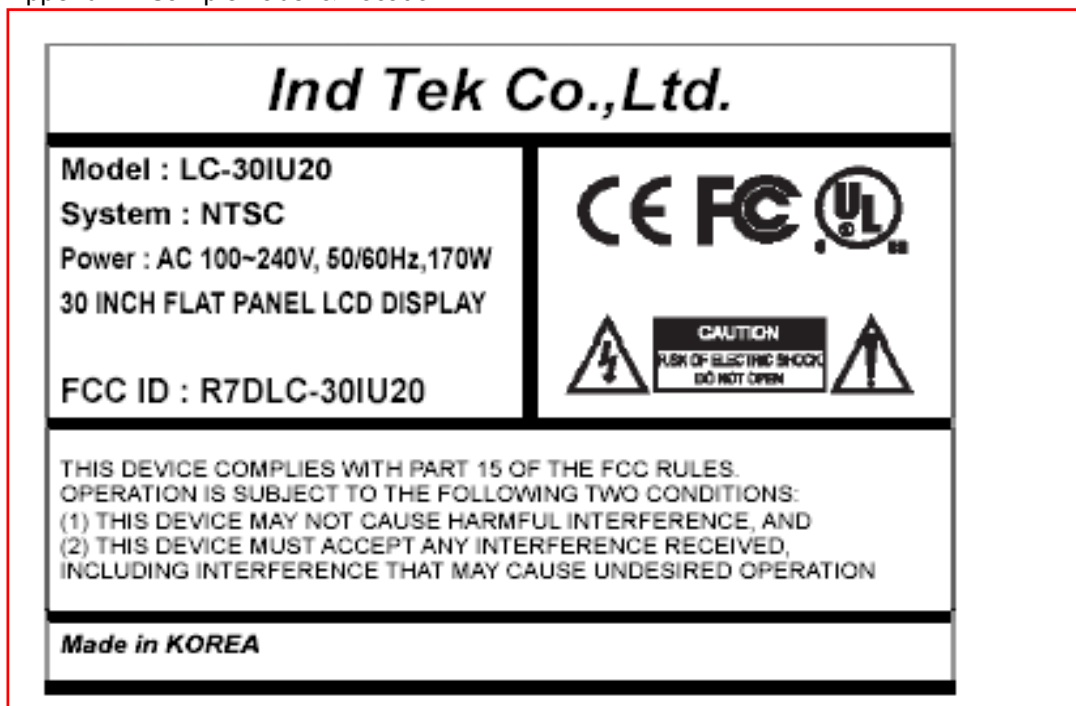 Ind Tek Co.,Ltd.
Model : LC-30IU20
System : NTSC
Power : AC 100~240V, 50/60Hz,170W
30 INCH FLAT PANEL LCD DISPLAY
FCC ID : R7DLC-30IU20
CE FC UL
CAUTION
RISK OF ELECTRIC SHOCK
DO NOT OPEN
THIS DEVICE COMPLIES WITH PART 15 OF THE FCC RULES.
OPERATION IS SUBJECT TO THE FOLLOWING TWO CONDITIONS:
(1) THIS DEVICE MAY NOT CAUSE HARMFUL INTERFERENCE, AND
(2) THIS DEVICE MUST ACCEPT ANY INTERFERENCE RECEIVED,
INCLUDING INTERFERENCE THAT MAY CAUSE UNDESIRED OPERATION
Made in KOREA